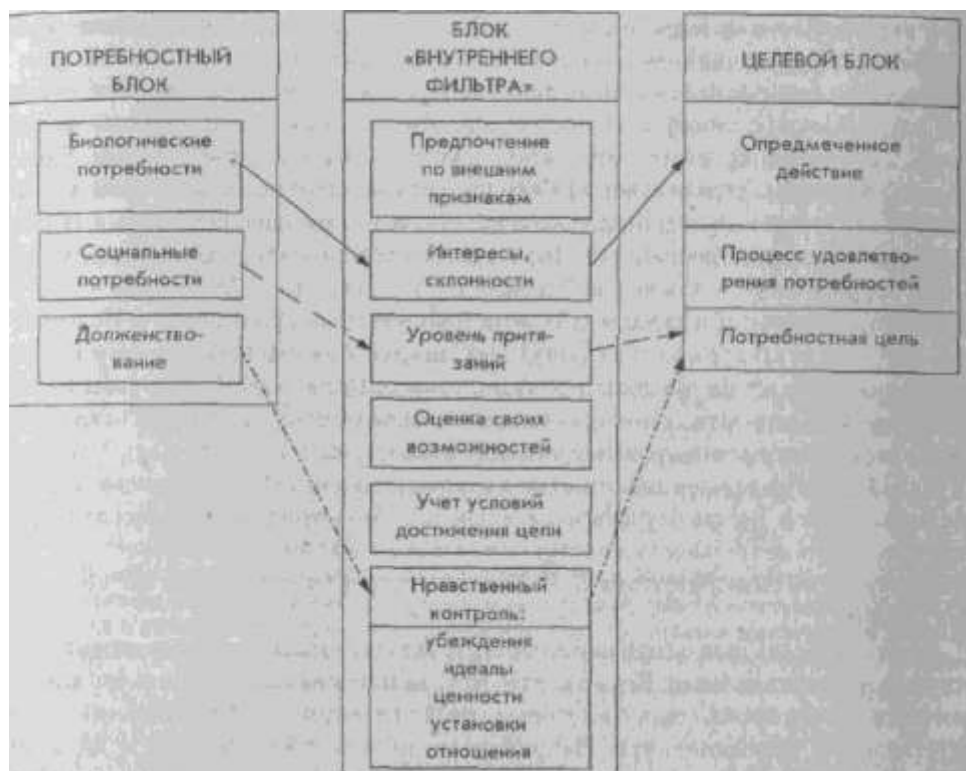 ПОТРЕБНОСТНЫЙ
БЛОК
Биологические
потребности
Социальные
потребности
Долженство-
вание
БЛОК
«ВНУТРЕННЕГО
ФИЛЬТРА»
Предпочтение
по внешним
признакам
Интересы,
склонности
Уровень притя-
заний
Оценка своих
возможностей
Учет условий
достижения цели
Нравственный
контроль:
убеждения
идеалы
ценности
установки
отношения
ЦЕЛЕВОЙ БЛОК
Опредмеченное
действие
Процесс удовлетво-
рения потребностей
Потребностная цель